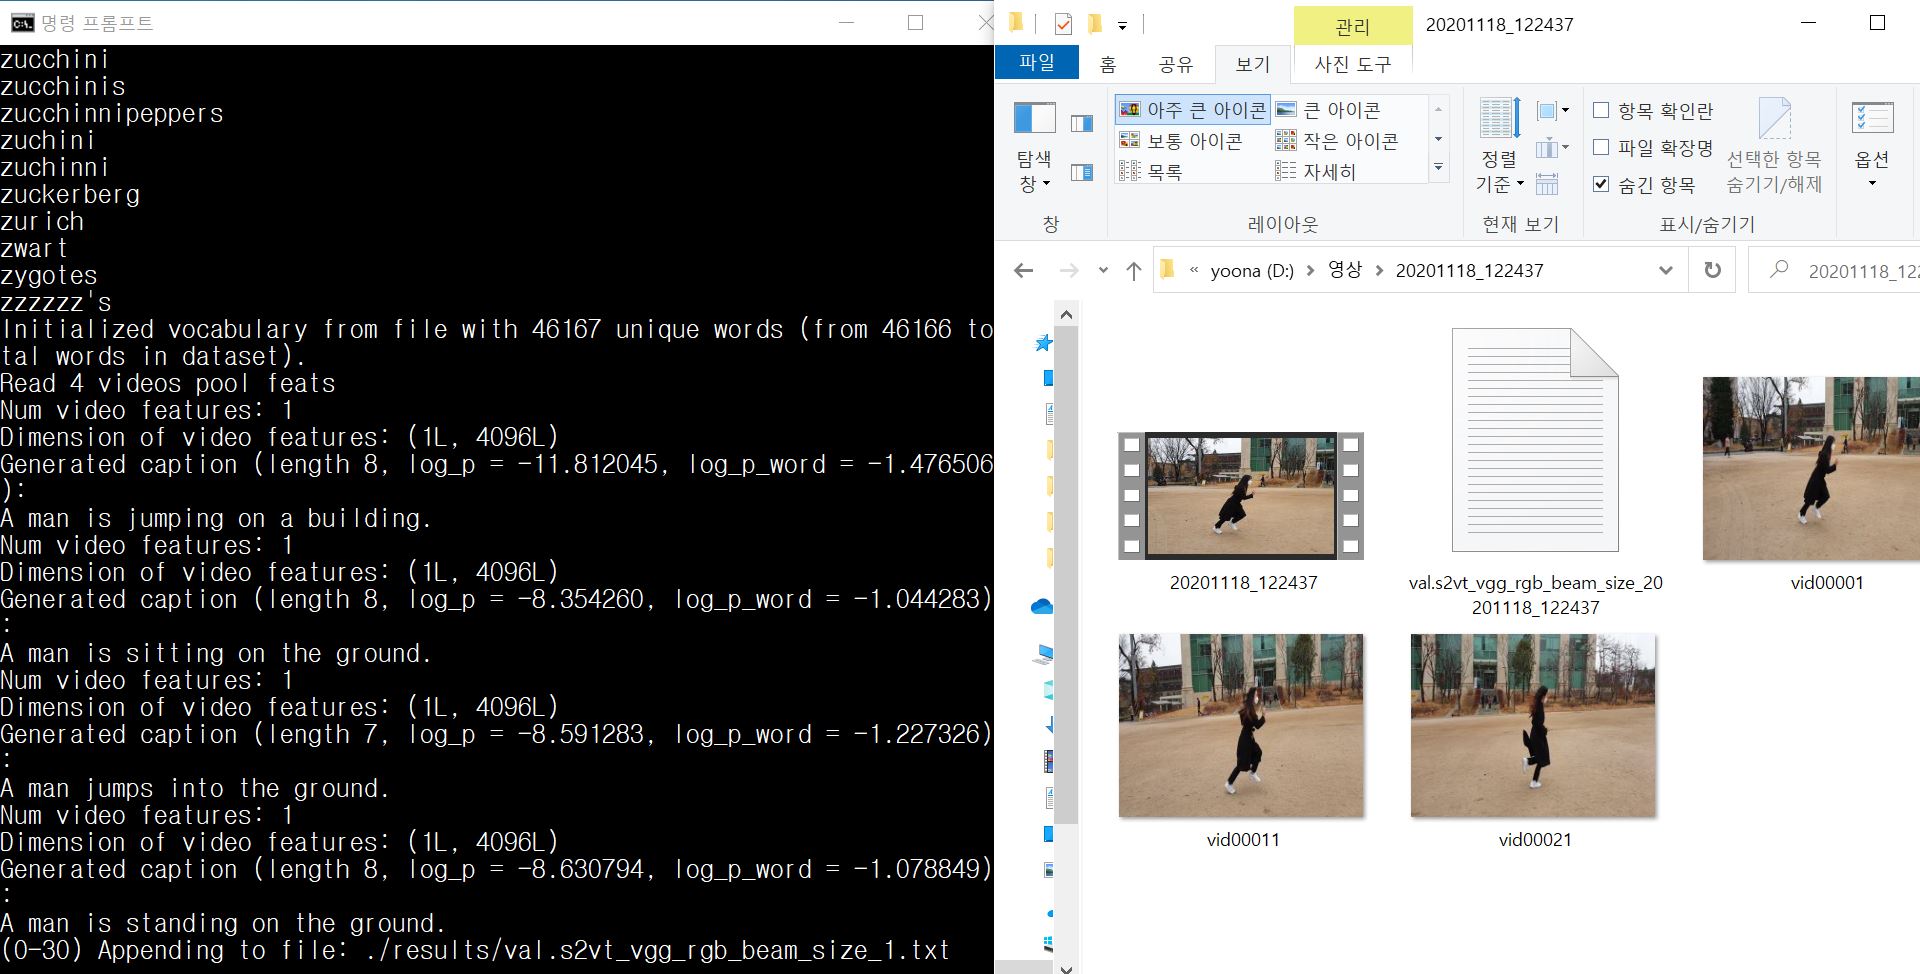 명령 프롬프트
zucchini
zucchinis
zucchinnipeppers
zuchini
zuchinni
zuckerberg
zurich
zwart
zygotes
zzzzzz's
Initialized vocabulary from file with 46167 unique words (from 46166 to
tal words in dataset).
Read 4 videos pool feats
Num video features: 1
Dimension of video features: (1L, 4096L)
Generated caption (length 8, log_p = -11.812045, log_p_word = -1.476506
):
A man is jumping on a building.
Num video features: 1
Dimension of video features: (1L, 4096L)
Generated caption (length 8, log_p = -8.354260, log_p_word = -1.044283)
:
A man is sitting on the ground.
Num video features: 1
Dimension of video features: (1L, 4096L)
Generated caption (length 7, log_p = -8.591283, log_p_word = -1.227326)
:
A man jumps into the ground.
Num video features: 1
Dimension of video features: (1L, 4096L)
Generated caption (length 8, log_p = -8.630794, log_p_word = -1.078849)
:
A man is standing on the ground.
(0-30) Appending to file: ./results/val.s2vt_vgg_rgb_beam_size_1.txt
관리
20201118_122437
파일 홈 공유 보기 사진 도구
탐색
창
아주 큰 아이콘 큰 아이콘
보통 아이콘 작은 아이콘
목록 자세히
정렬
기준
항목 확인란
파일 확장명
숨긴 항목
선택한 항목
숨기기/해제
옵션
창 레이아웃 현재 보기 표시/숨기기
« yoona (D:) > 영상 > 20201118_122437
20201118_122
20201118_122437
val.s2vt_vgg_rgb_beam_size_20
201118_122437
vid00001
vid00011
vid00021